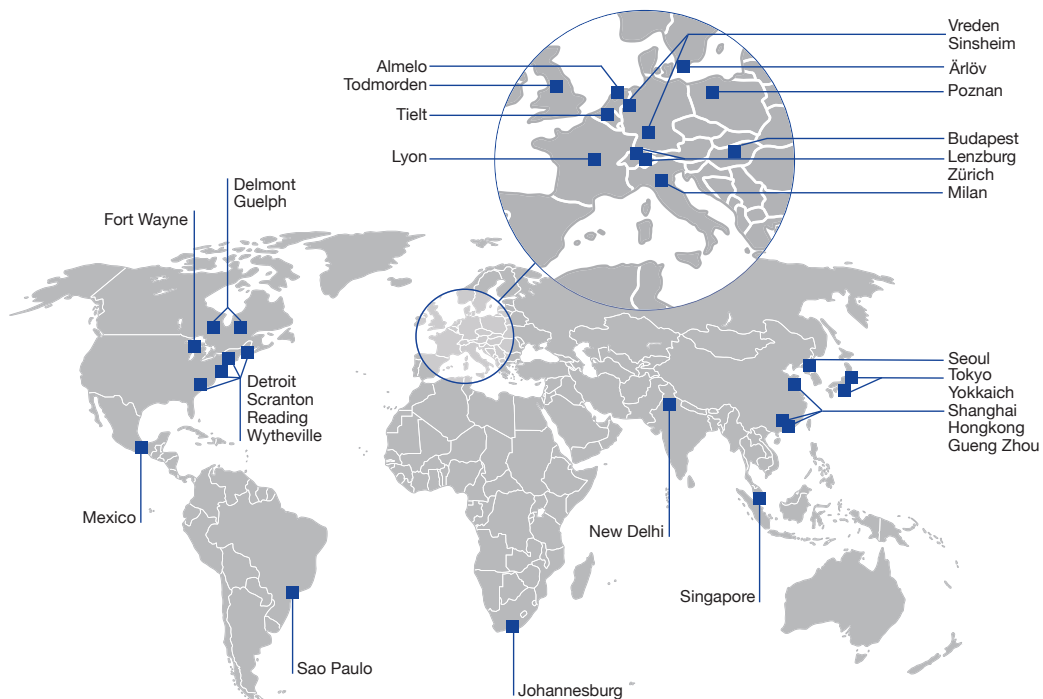 Vreden
Sinsheim
Almelo
Ärlöv
Todmorden
Poznan
Tielt
Budapest
Lyon
Lenzburg
Zürich
Milan
Delmont
Guelph
Fort Wayne
Seoul
Detroit
Tokyo
Scranton
Yokkaich
Reading
Shanghai
Wytheville
Hongkong
Gueng Zhou
Mexico
New Delhi
Singapore
Sao Paulo
Johannesburg